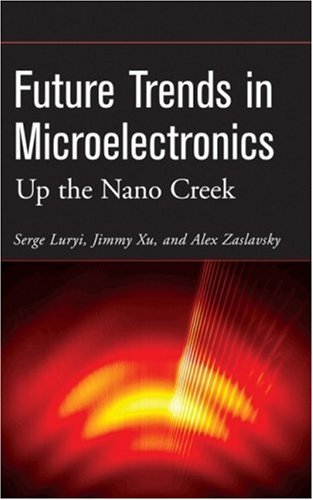 Future Trends in
Microelectronics
Up the Nano Creek
Serge Luryi, Jimmy Xu, and Alex Zaslavsky